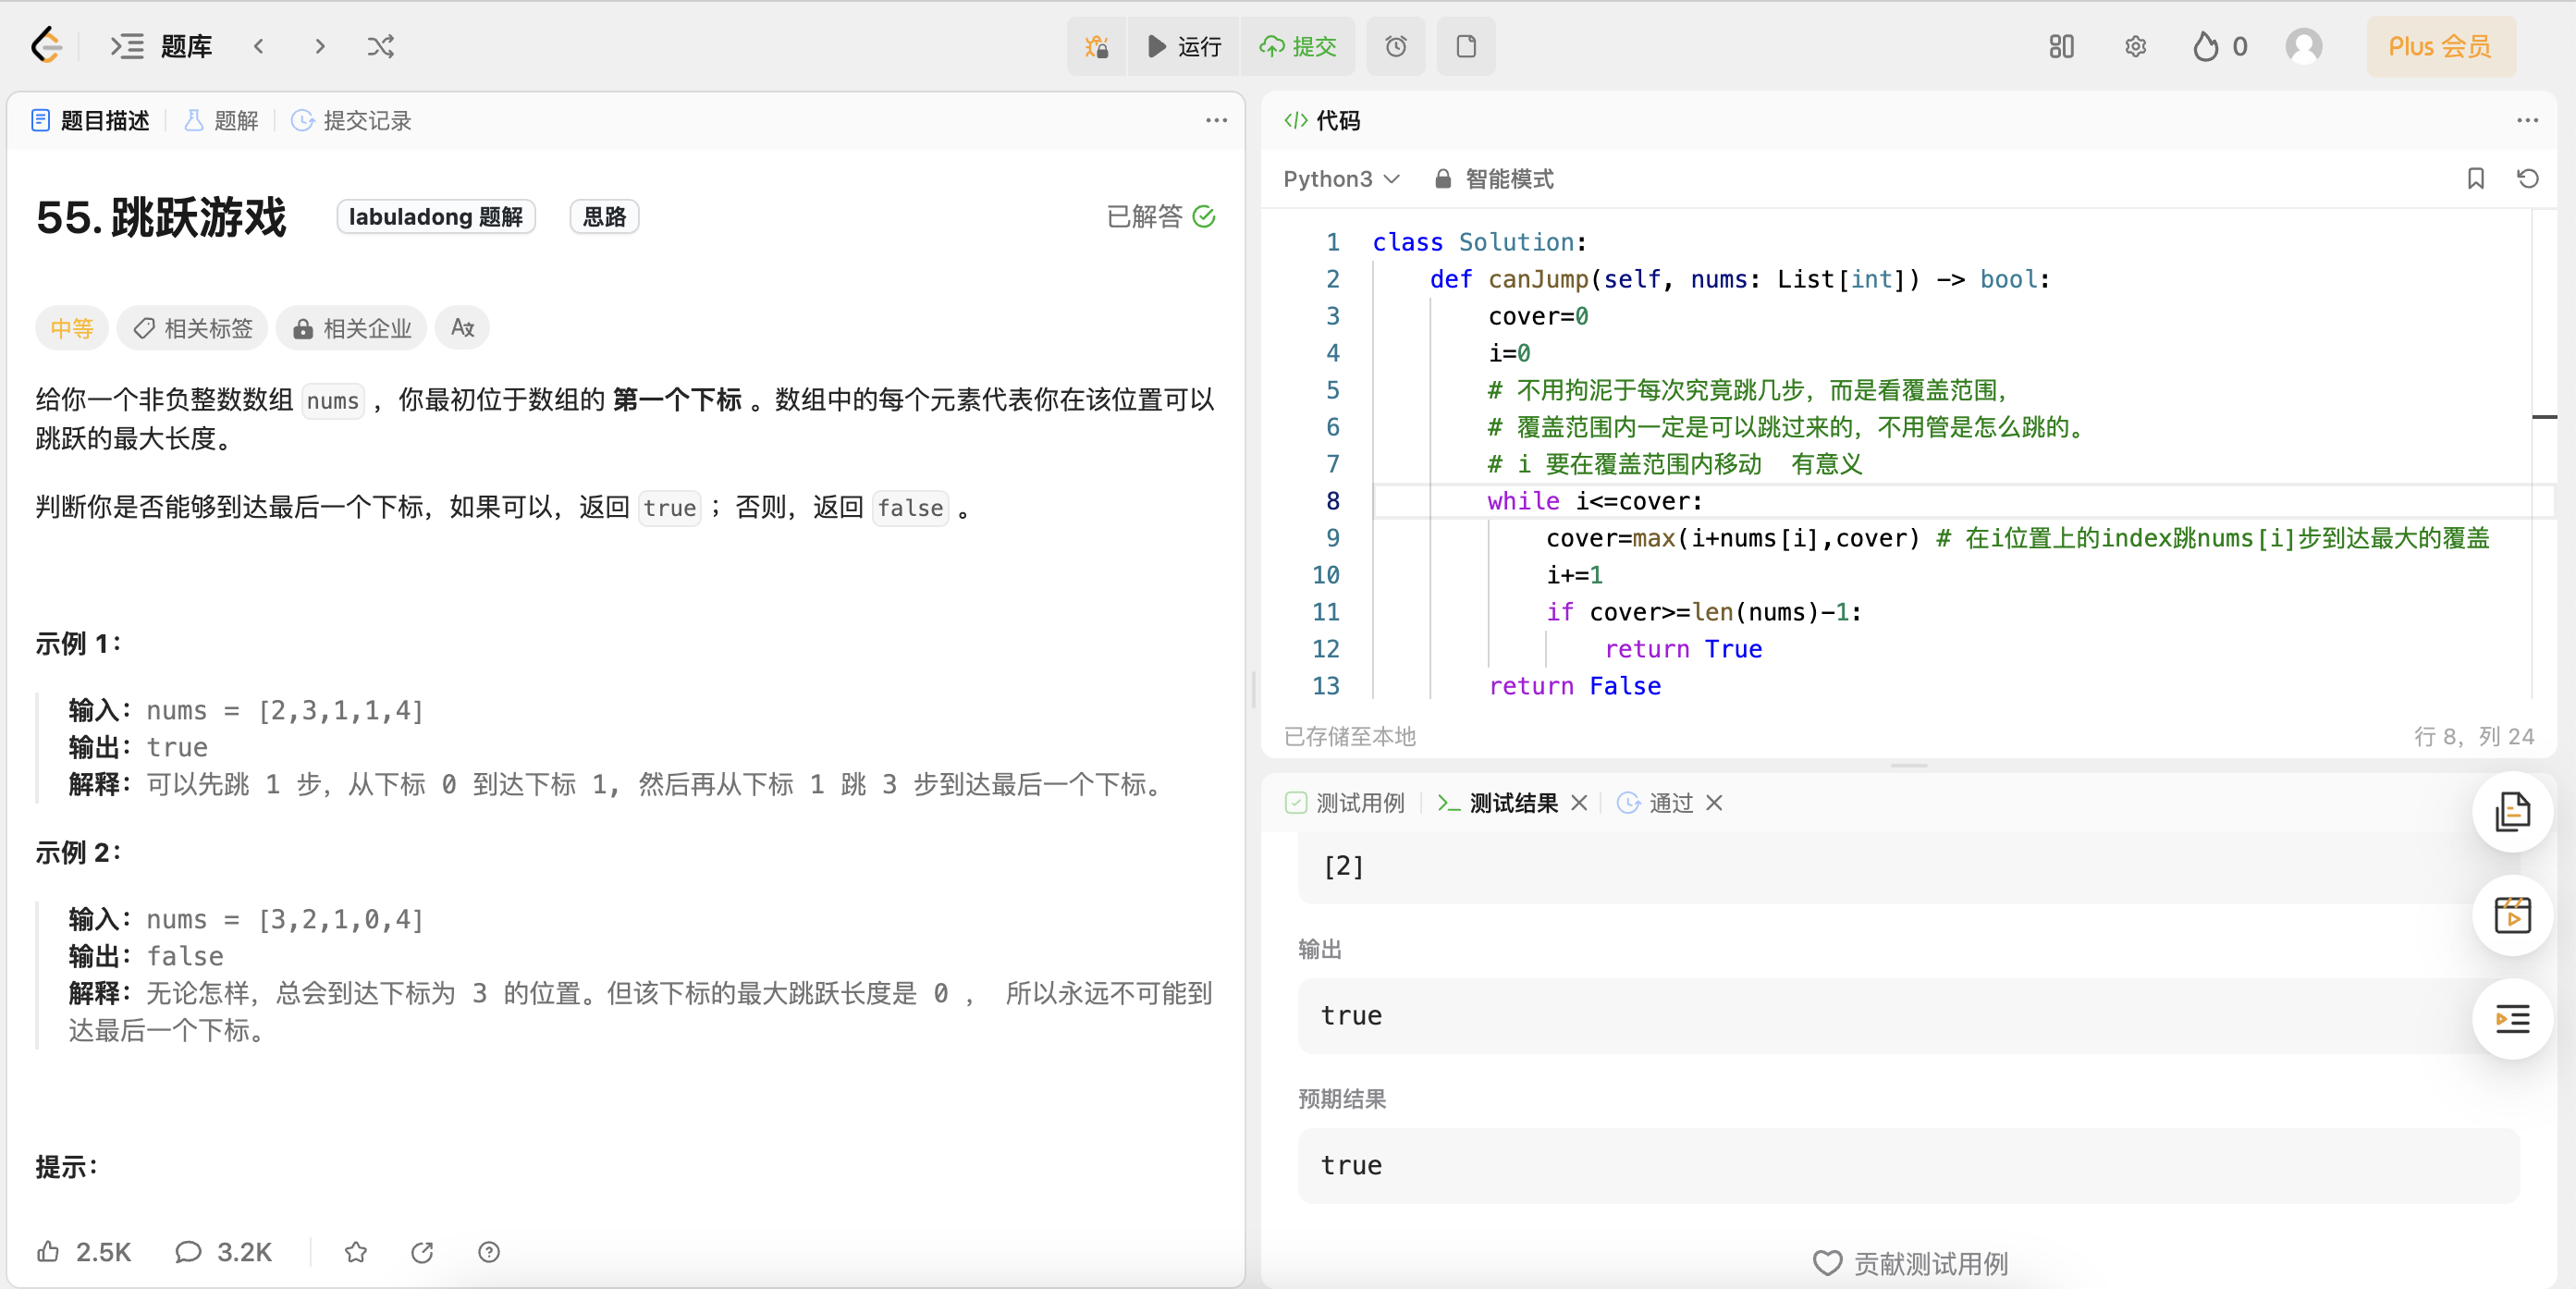 题库
运行
提交
0
Plus 会员
题目描述
题解
提交记录
55. 跳跃游戏
labuladong 题解
思路
已解答
中等
相关标签
相关企业
给你一个非负整数数组 nums ，你最初位于数组的 第一个下标 。数组中的每个元素代表你在该位置可以
跳跃的最大长度。
判断你是否能够到达最后一个下标，如果可以，返回 true ；否则，返回 false 。
示例 1：
输入：nums = [2,3,1,1,4]
输出：true
解释：可以先跳 1 步，从下标 0 到达下标 1, 然后再从下标 1 跳 3 步到达最后一个下标。
示例 2：
输入：nums = [3,2,1,0,4]
输出：false
解释：无论怎样，总会到达下标为 3 的位置。但该下标的最大跳跃长度是 0 ， 所以永远不可能到
达最后一个下标。
提示：
2.5K
3.2K
代码
Python3
智能模式
1 class Solution:
2 def canJump(self, nums: List[int]) -> bool:
3 cover=0
4 i=0
5 # 不用拘泥于每次究竟跳几步，而是看覆盖范围，
6 # 覆盖范围内一定是可以跳过来的，不用管是怎么跳的。
7 # i 要在覆盖范围内移动  有意义
8 while i<=cover:
9 cover=max(i+nums[i],cover) # 在i位置上的index跳nums[i]步到达最大的覆盖
10 i+=1
11 if cover>=len(nums)-1:
12 return True
13 return False
已存储至本地
行 8，列 24
测试用例
测试结果
通过
[2]
输出
true
预期结果
true
贡献测试用例